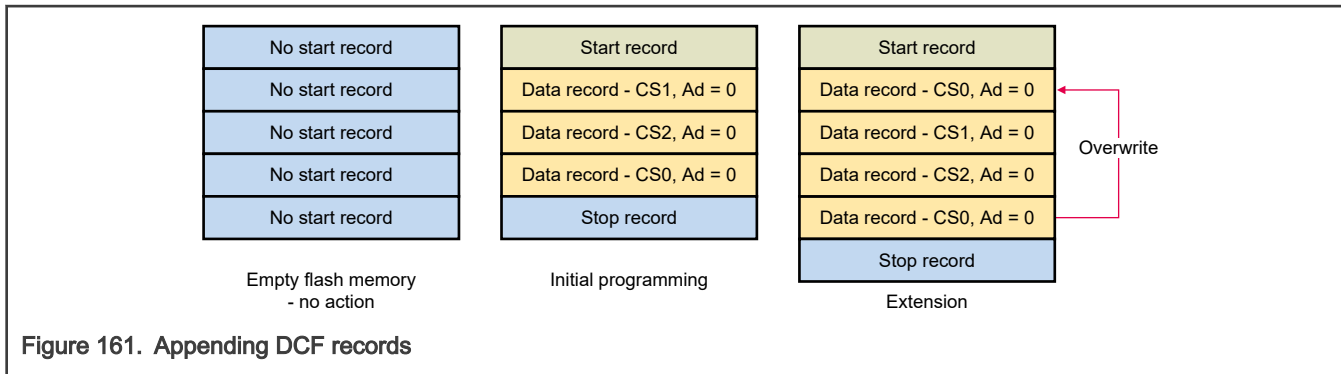 No start record
No start record
No start record
No start record
No start record
Empty flash memory
- no action
Start record
Data record - CS1, Ad = 0
Data record - CS2, Ad = 0
Data record - CS0, Ad = 0
Stop record
Initial programming
Start record
Data record - CS0, Ad = 0
Data record - CS1, Ad = 0
Data record - CS2, Ad = 0
Data record - CS0, Ad = 0
Stop record
Extension
Overwrite
Figure 161. Appending DCF records